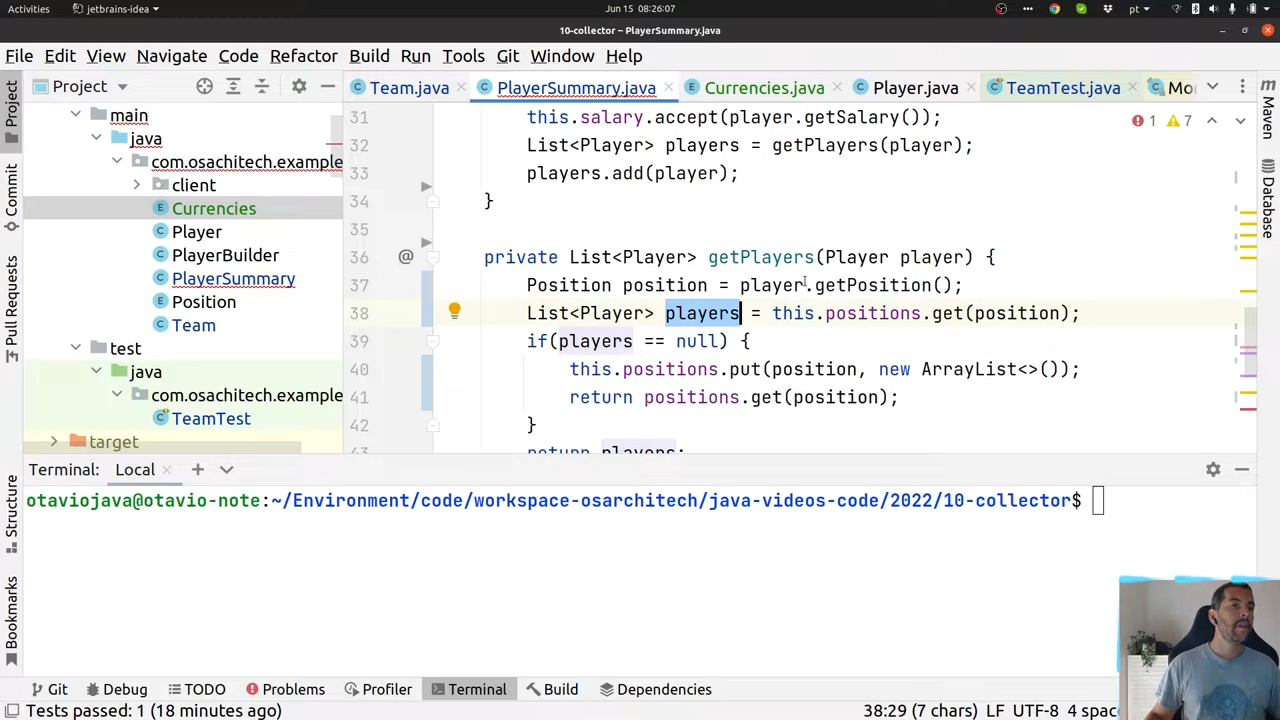 Activities
jetbrains-idea
Jun 15 08:26:07
pt
10-collector – PlayerSummary.java
File Edit View Navigate Code Refactor Build Run Tools Git Window Help
Project
Team.java
PlayerSummary.java
Currencies.java
Player.java
TeamTest.java
Mo
main
java
com.osachitech.example
client
Currencies
Player
PlayerBuilder
PlayerSummary
Position
Team
test
java
com.osachitech.example
TeamTest
target
1 7
31 this.salary.accept(player.getSalary());
32 List<Player> players = getPlayers(player);
33 players.add(player);
34 }
35
36 @ private List<Player> getPlayers(Player player) {
37 Position position = player.getPosition();
38 List<Player> players = this.positions.get(position);
39 if(players == null) {
40 this.positions.put(position, new ArrayList<>());
41 return positions.get(position);
42 }
43 return players;
Project
Commit
Pull Requests
Structure
Bookmarks
Maven
Database
Terminal: Local
otaviojava@otavio-note:~/Environment/code/workspace-osarchitech/java-videos-code/2022/10-collector$
Git Debug TODO Problems Profiler Terminal Build Dependencies
Tests passed: 1 (18 minutes ago)
38:29 (7 chars) LF UTF-8 4 spac